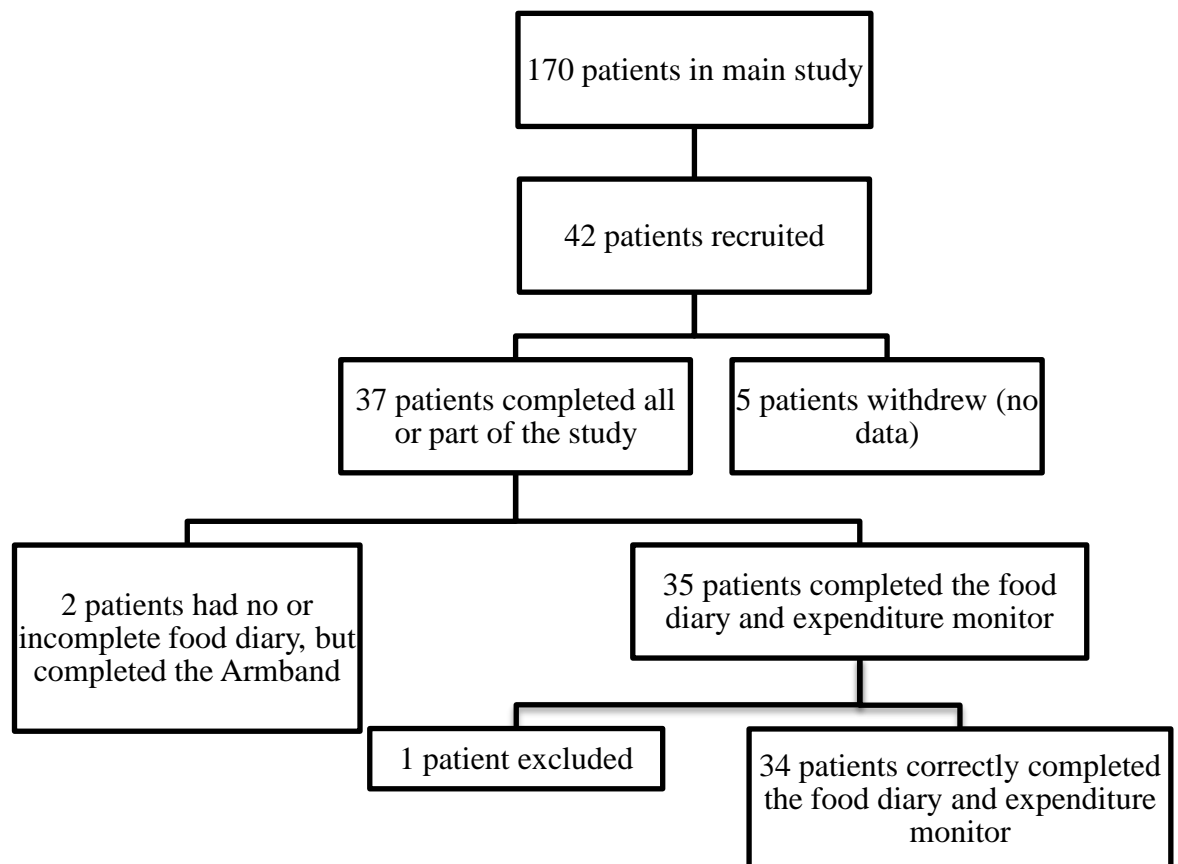 170 patients in main study
42 patients recruited
37 patients completed all
or part of the study
5 patients withdrew (no
data)
2 patients had no or
incomplete food diary, but
completed the Armband
35 patients completed the food
diary and expenditure monitor
1 patient excluded
34 patients correctly completed
the food diary and expenditure
monitor